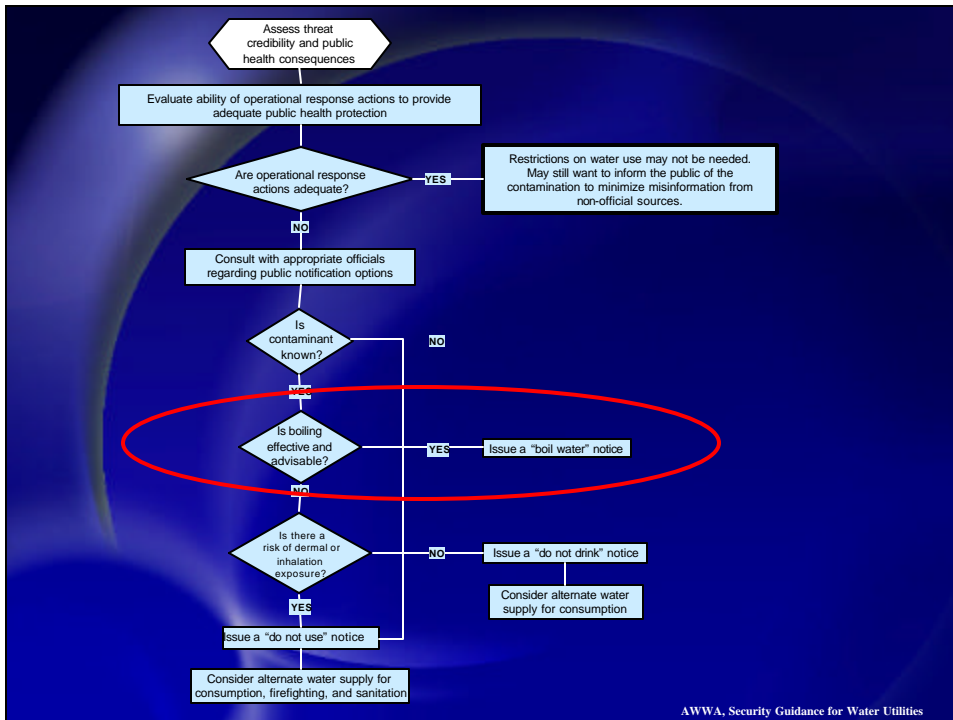 Assess threat
credibility and public
health consequences
Evaluate ability of operational response actions to provide
adequate public health protection
Are operational response
actions adequate?
YES
Restrictions on water use may not be needed.
May still want to inform the public of the
contamination to minimize misinformation from
non-official sources.
NO
Consult with appropriate officials
regarding public notification options
Is
contaminant
known?
NO
YES
Is boiling
effective and
advisable?
YES
Issue a “boil water” notice
NO
Is there a
risk of dermal or
inhalation
exposure?
NO
Issue a “do not drink” notice
Consider alternate water
supply for consumption
YES
Issue a “do not use” notice
Consider alternate water supply for
consumption, firefighting, and sanitation
AWWA, Security Guidance for Water Utilities